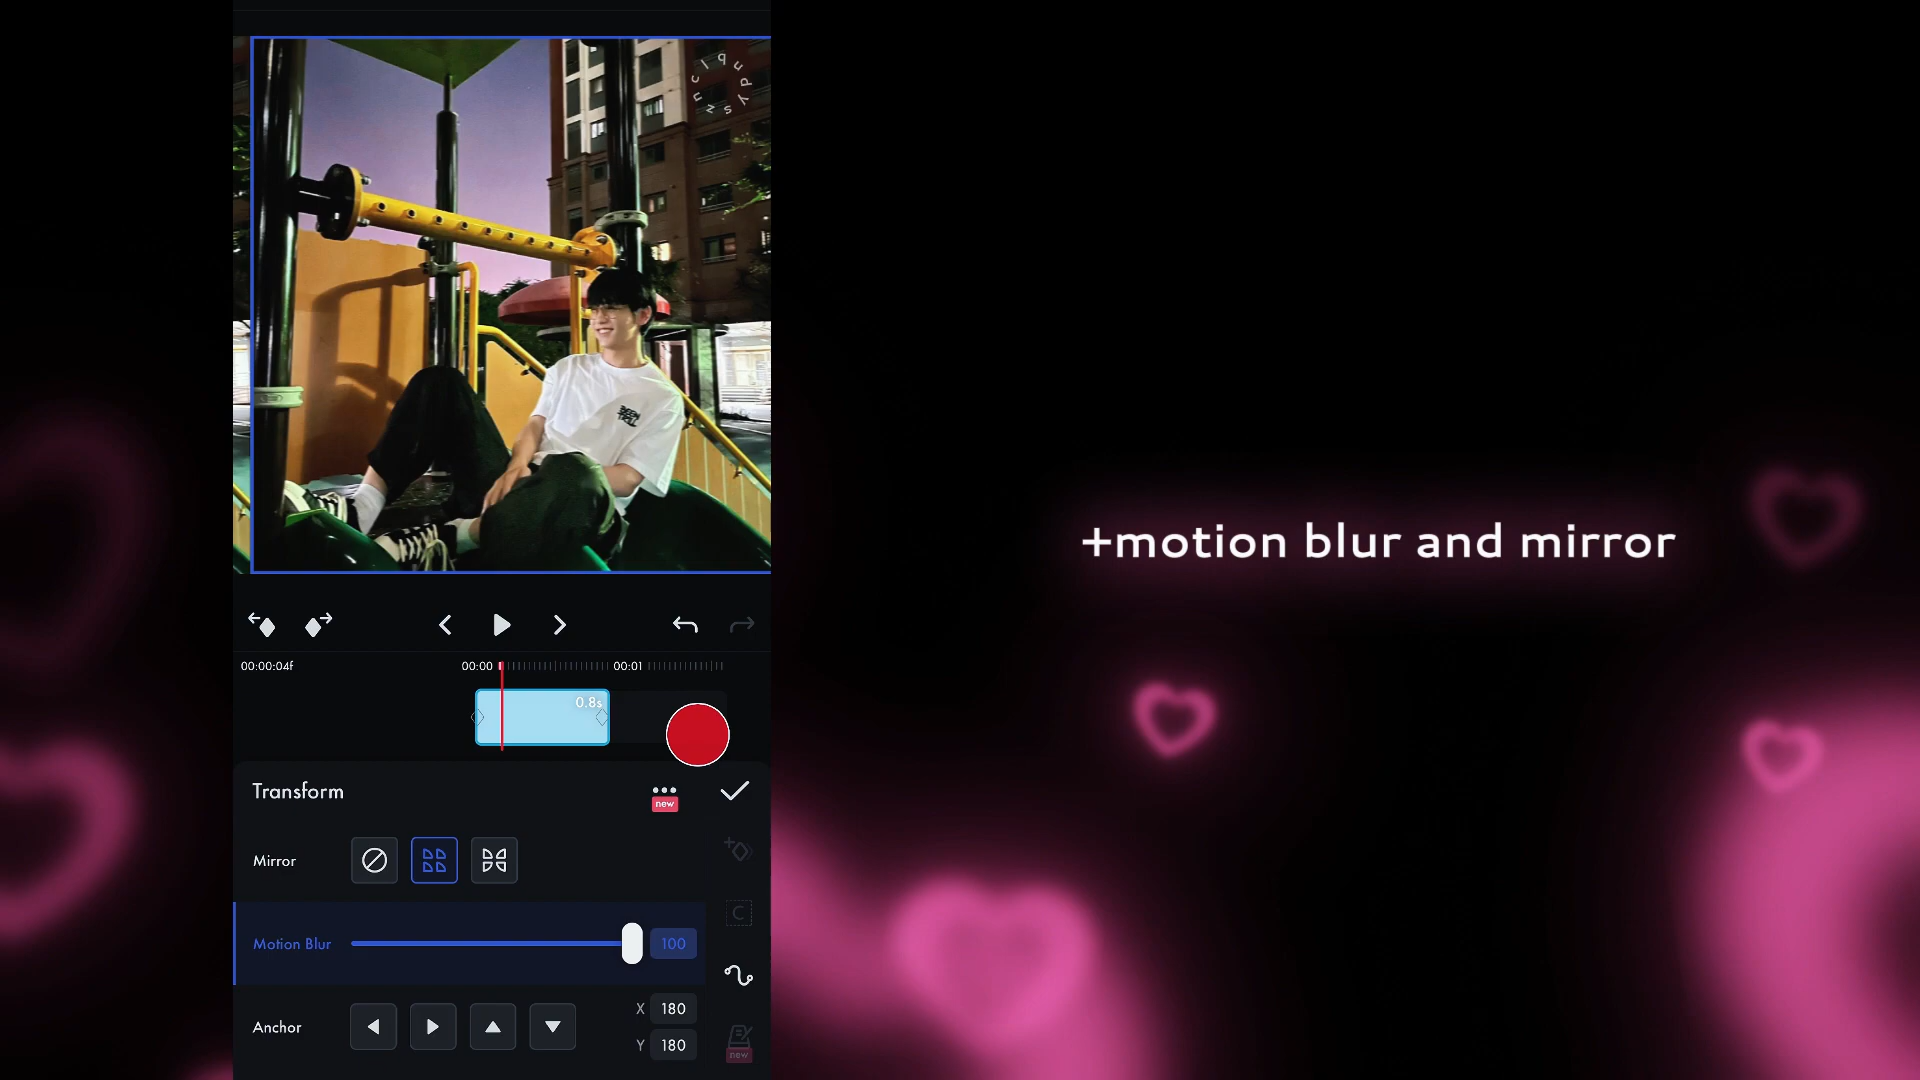 +motion blur and mirror
00:00:04f
00:00
00:01
0.8s
Transform
new
Mirror
Motion Blur
100
Anchor
X 180
Y 180
new
C